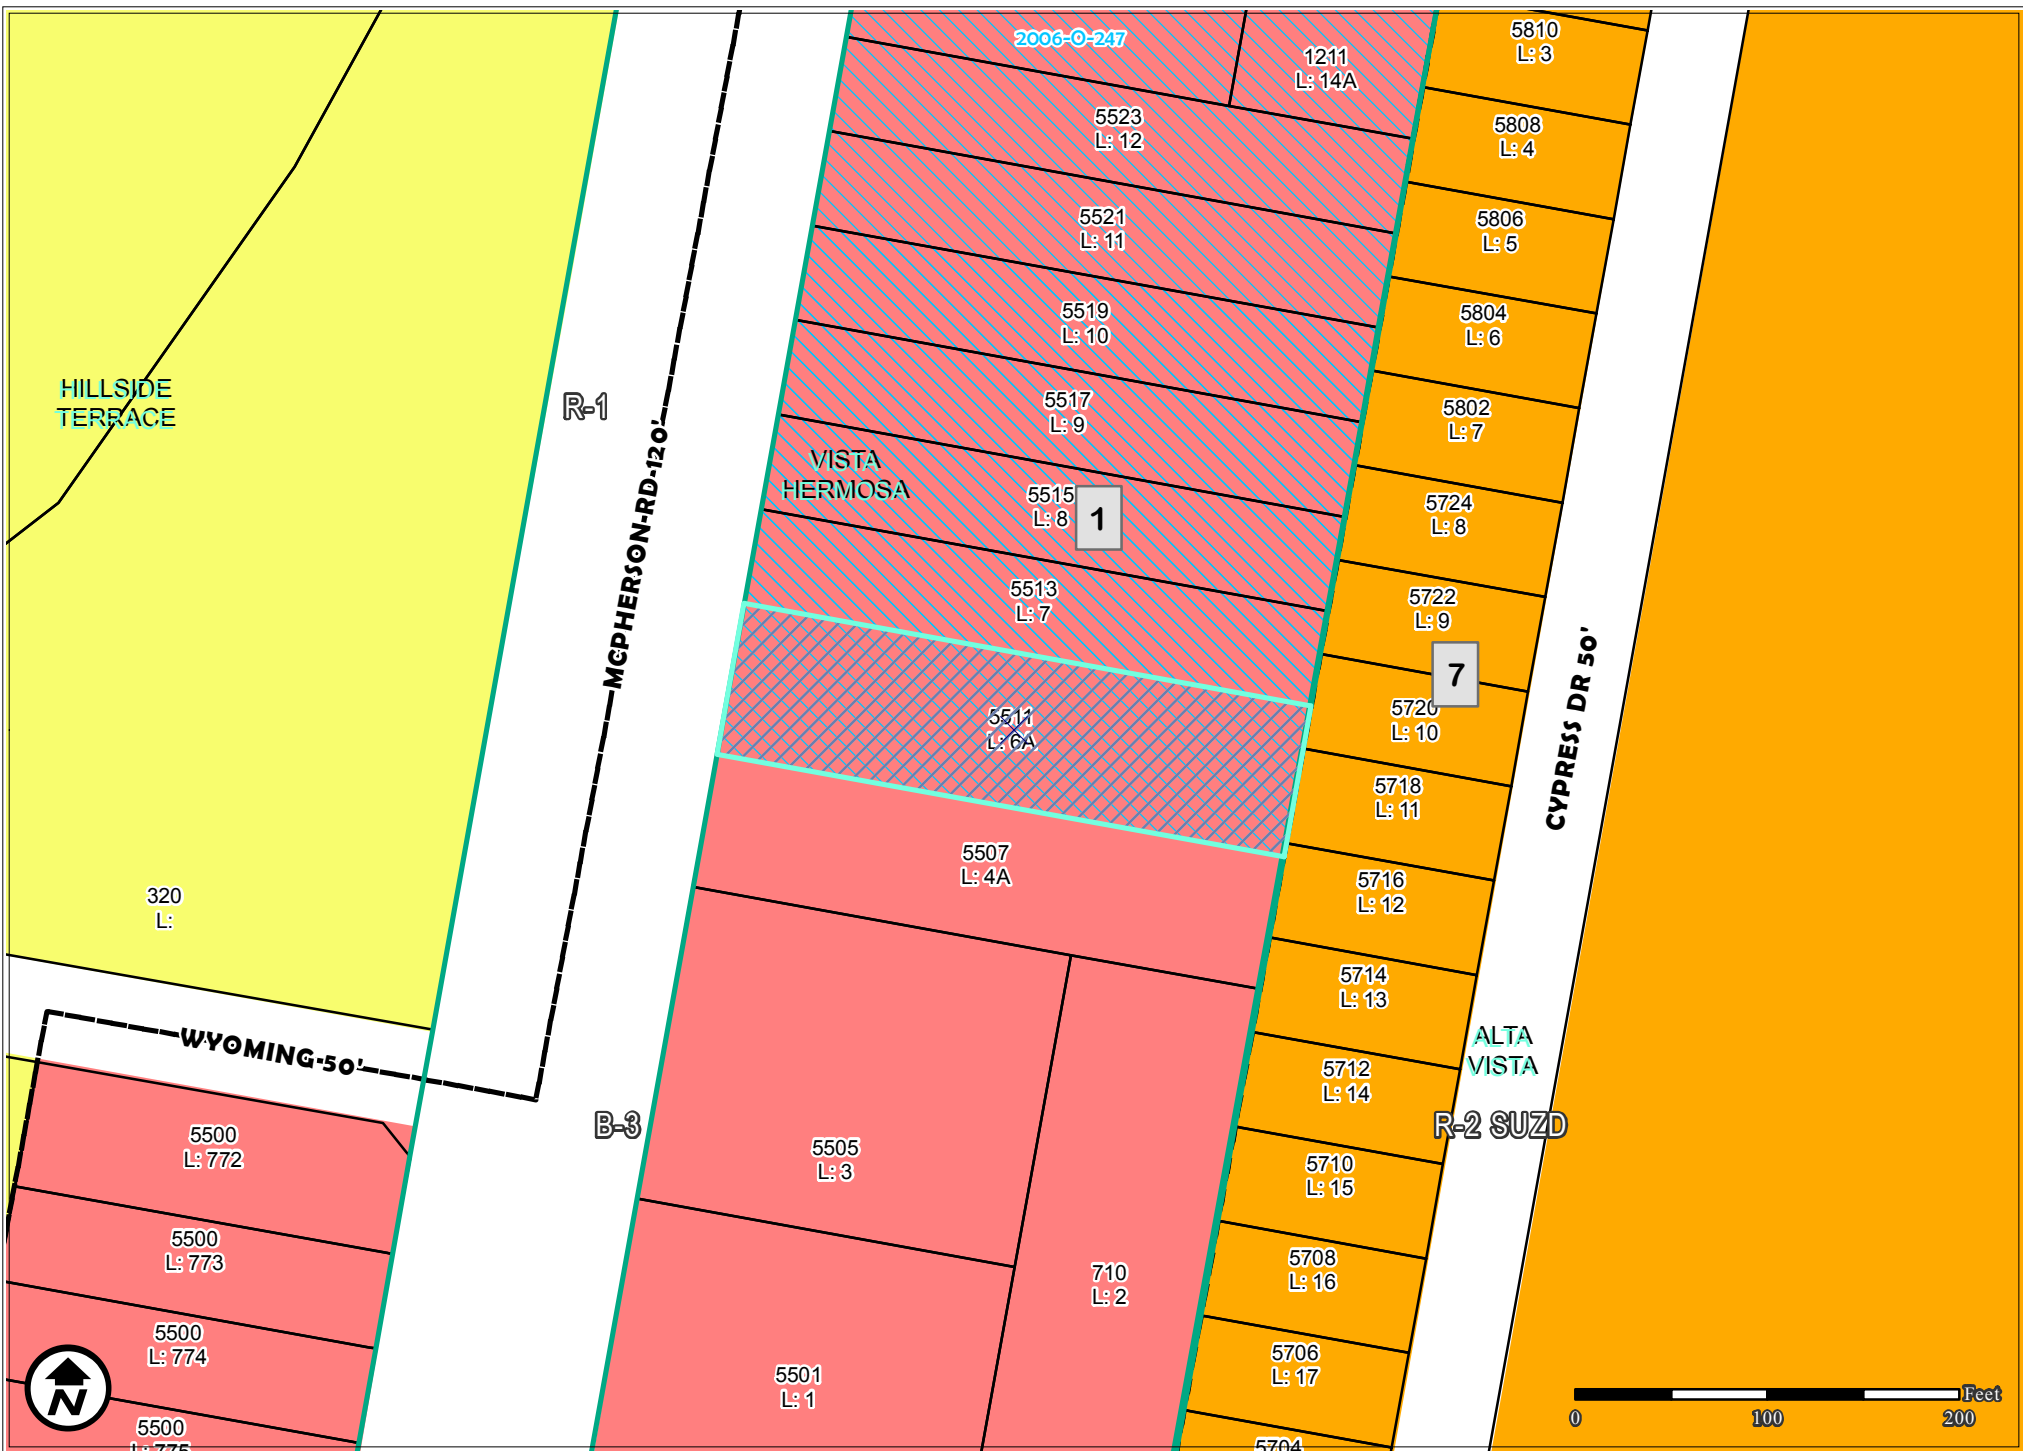 2006-O-247
5810
L: 3
1211
L: 14A
5523
L: 12
5808
L: 4
5521
L: 11
5806
L: 5
5519
L: 10
5804
L: 6
HILLSIDE
TERRACE
R-1
MCPHERSON-RD-120'
5517
L: 9
5802
L: 7
VISTA
HERMOSA
5515
L: 8
1
5724
L: 8
5513
L: 7
5722
L: 9
7
5720
L: 10
CYPRESS DR 50'
5511
L: 6A
5718
L: 11
5507
L: 4A
5716
L: 12
320
L:
5714
L: 13
WYOMING-50'
ALTA
VISTA
5712
L: 14
5500
L: 772
B-3
R-2 SUZD
5505
L: 3
5710
L: 15
5500
L: 773
710
L: 2
5708
L: 16
5500
L: 774
5501
L: 1
5706
L: 17
N
Feet
0 100 200
5500
L: 775
5704